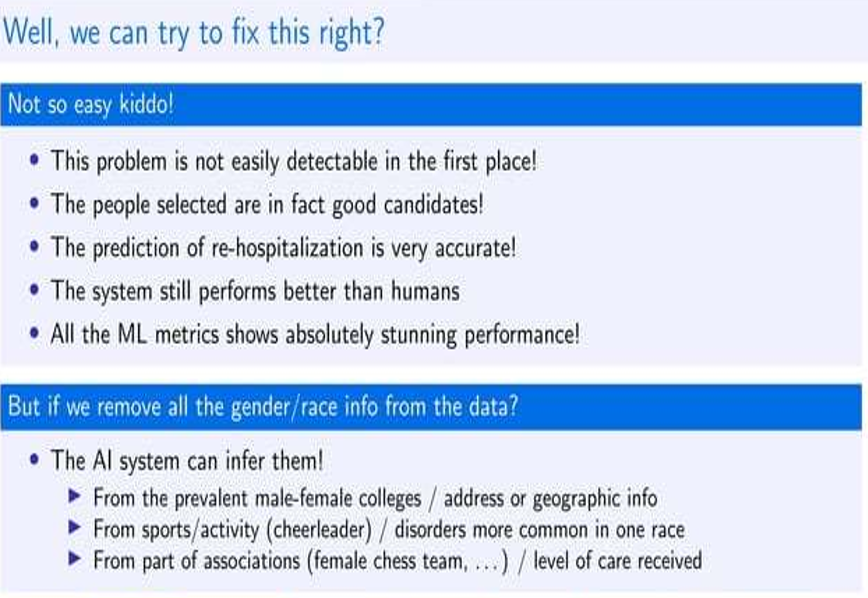 Well, we can try to fix this right?
Not so easy kiddo!
• This problem is not easily detectable in the first place!
• The people selected are in fact good candidates!
• The prediction of re-hospitalization is very accurate!
• The system still performs better than humans
• All the ML metrics shows absolutely stunning performance!
But if we remove all the gender/race info from the data?
• The AI system can infer them!
▶ From the prevalent male-female colleges / address or geographic info
▶ From sports/activity (cheerleader) / disorders more common in one race
▶ From part of associations (female chess team, ...) / level of care received